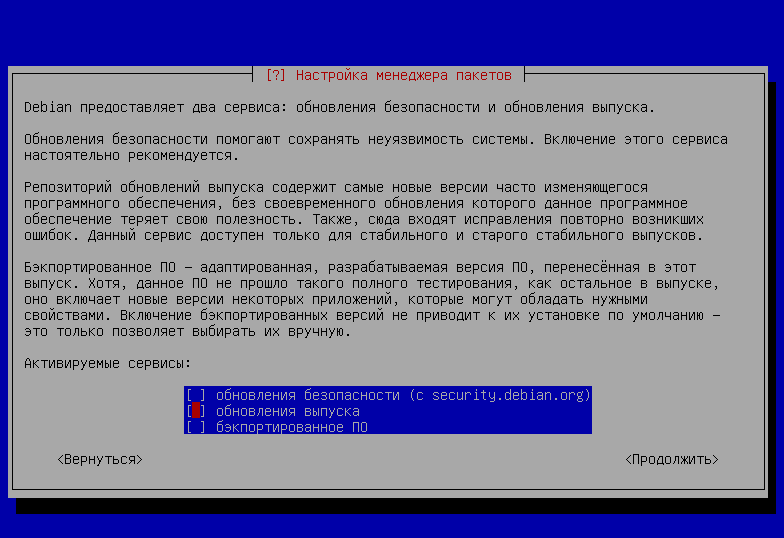 [?] Настройка менеджера пакетов
Debian предоставляет два сервиса: обновления безопасности и обновления выпуска.
Обновления безопасности помогают сохранять неуязвимость системы. Включение этого сервиса
настоятельно рекомендуется.
Репозиторий обновлений выпуска содержит самые новые версии часто изменяющегося
программного обеспечения, без своевременного обновления которого данное программное
обеспечение теряет свою полезность. Также, сюда входят исправления повторно возникших
ошибок. Данный сервис доступен только для стабильного и старого стабильного выпусков.
Бэкпортированное ПО – адаптированная, разрабатываемая версия ПО, перенесённая в этот
выпуск. Хотя, данное ПО не прошло такого полного тестирования, как остальное в выпуске,
оно включает новые версии некоторых приложений, которые могут обладать нужными
свойствами. Включение бэкпортированных версий не приводит к их установке по умолчанию –
это только позволяет выбирать их вручную.
Активируемые сервисы:
[ ] обновления безопасности (с security.debian.org)
[ ] обновления выпуска
[ ] бэкпортированное ПО
<Вернуться> <Продолжить>